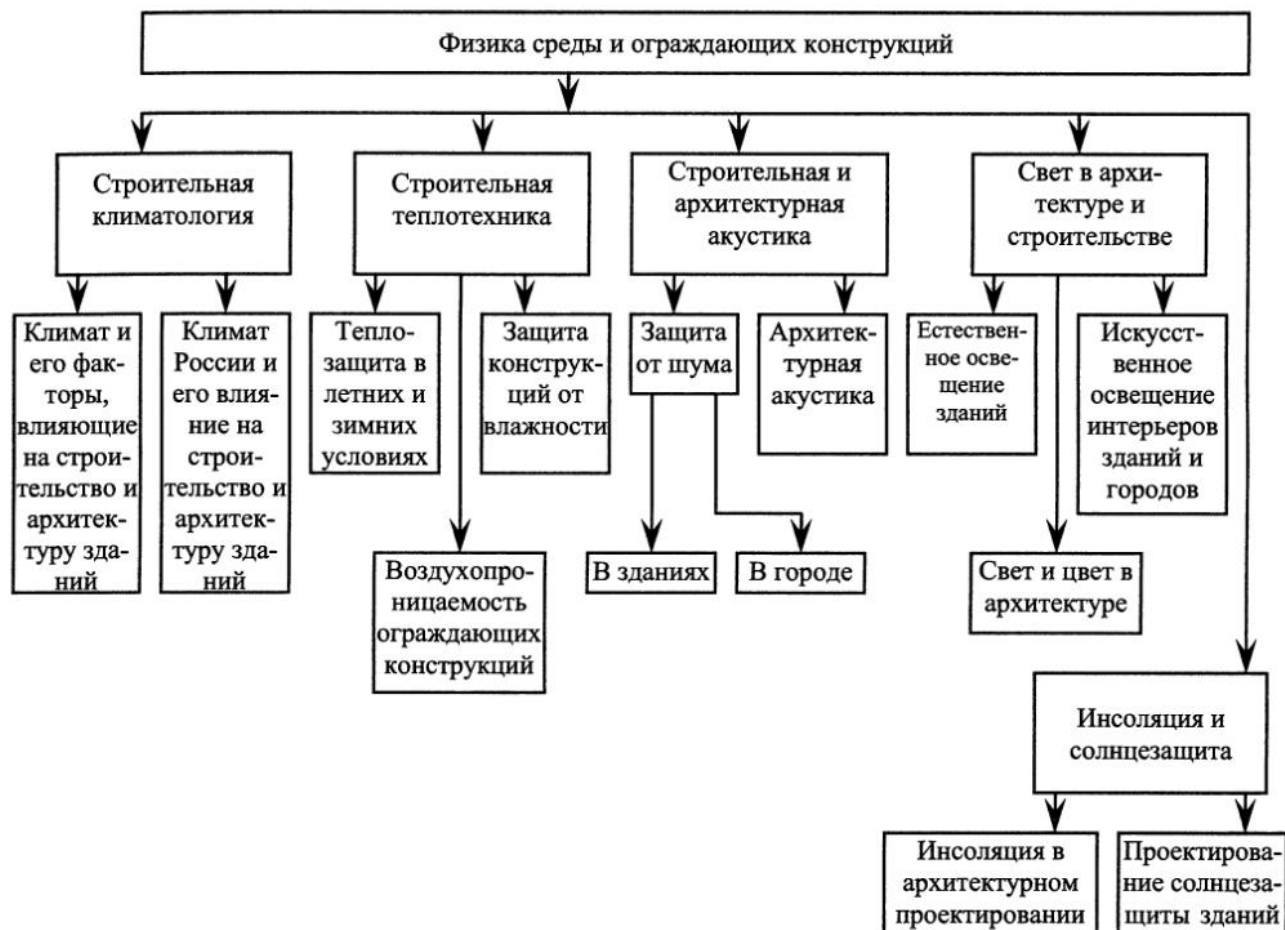 Физика среды и ограждающих конструкций
Строительная
климатология
Строительная
теплотехника
Строительная и
архитектурная
акустика
Свет в архи-
тектуре и
строительстве
Климат и
его фак-
торы,
влияющие
на строи-
тельство и
архитек-
туру зда-
ний
Климат
России и
его влия-
ние на
строи-
тельство и
архитек-
туру зда-
ний
Тепло-
защита в
летних и
зимних
условиях
Защита
конструк-
ций от
влажности
Защита
от шума
Архитек-
турная
акустика
Естествен-
ное осве-
щение
зданий
Искусст-
венное
освещение
интерьеров
зданий и
городов
Воздухопро-
ницаемость
ограждающих
конструкций
В зданиях
В городе
Свет и цвет в
архитектуре
Инсоляция и
солнцезащита
Инсоляция в
архитектурном
проектировании
Проектирова-
ние солнцеза-
щиты зданий